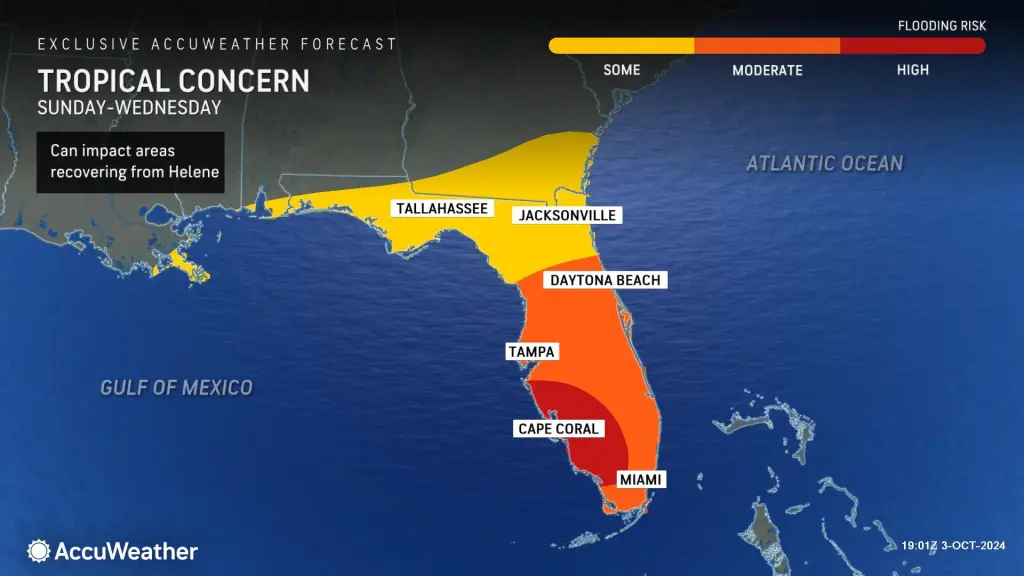 EXCLUSIVE ACCUWEATHER FORECAST
TROPICAL CONCERN
SUNDAY-WEDNESDAY
Can impact areas
recovering from Helene
FLOODING RISK
SOME
MODERATE
HIGH
ATLANTIC OCEAN
TALLAHASSEE
JACKSONVILLE
DAYTONA BEACH
TAMPA
GULF OF MEXICO
CAPE CORAL
MIAMI
AccuWeather
19:01Z 3-OCT-2024